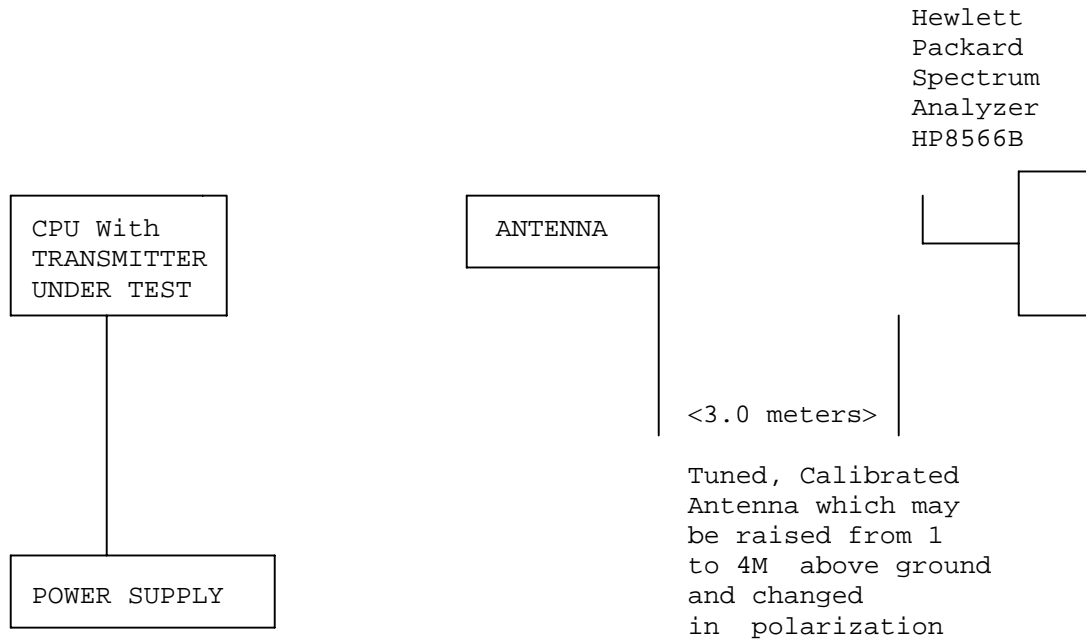 Hewlett
Packard
Spectrum
Analyzer
HP8566B
CPU With
TRANSMITTER
UNDER TEST
ANTENNA
<3.0 meters>
Tuned, Calibrated
Antenna which may
be raised from 1
to 4M above ground
and changed
in polarization
POWER SUPPLY